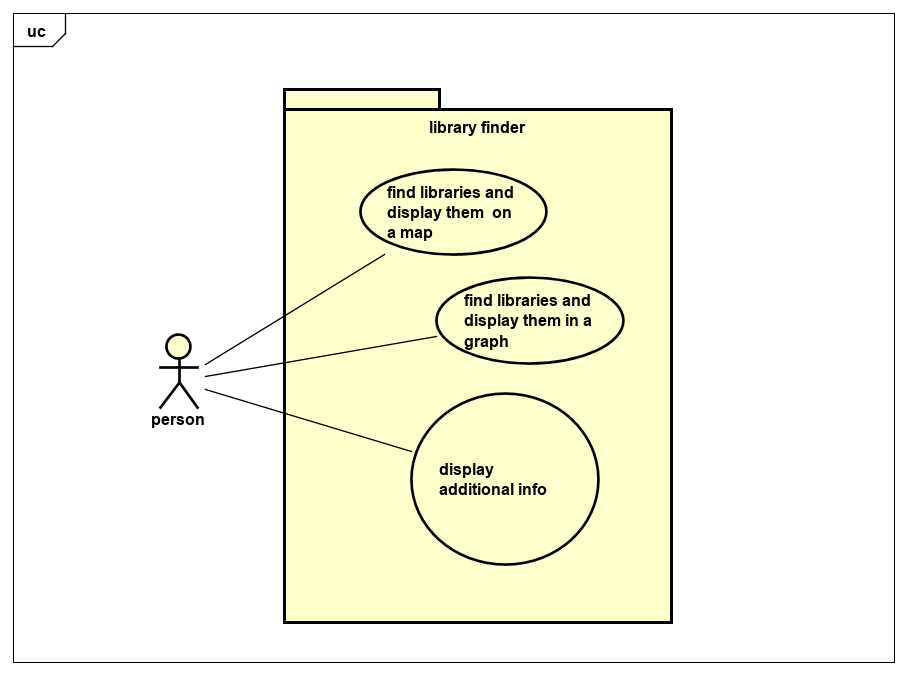 uc
library finder
find libraries and
display them  on
a map
find libraries and
display them in a
graph
person
display
additional info